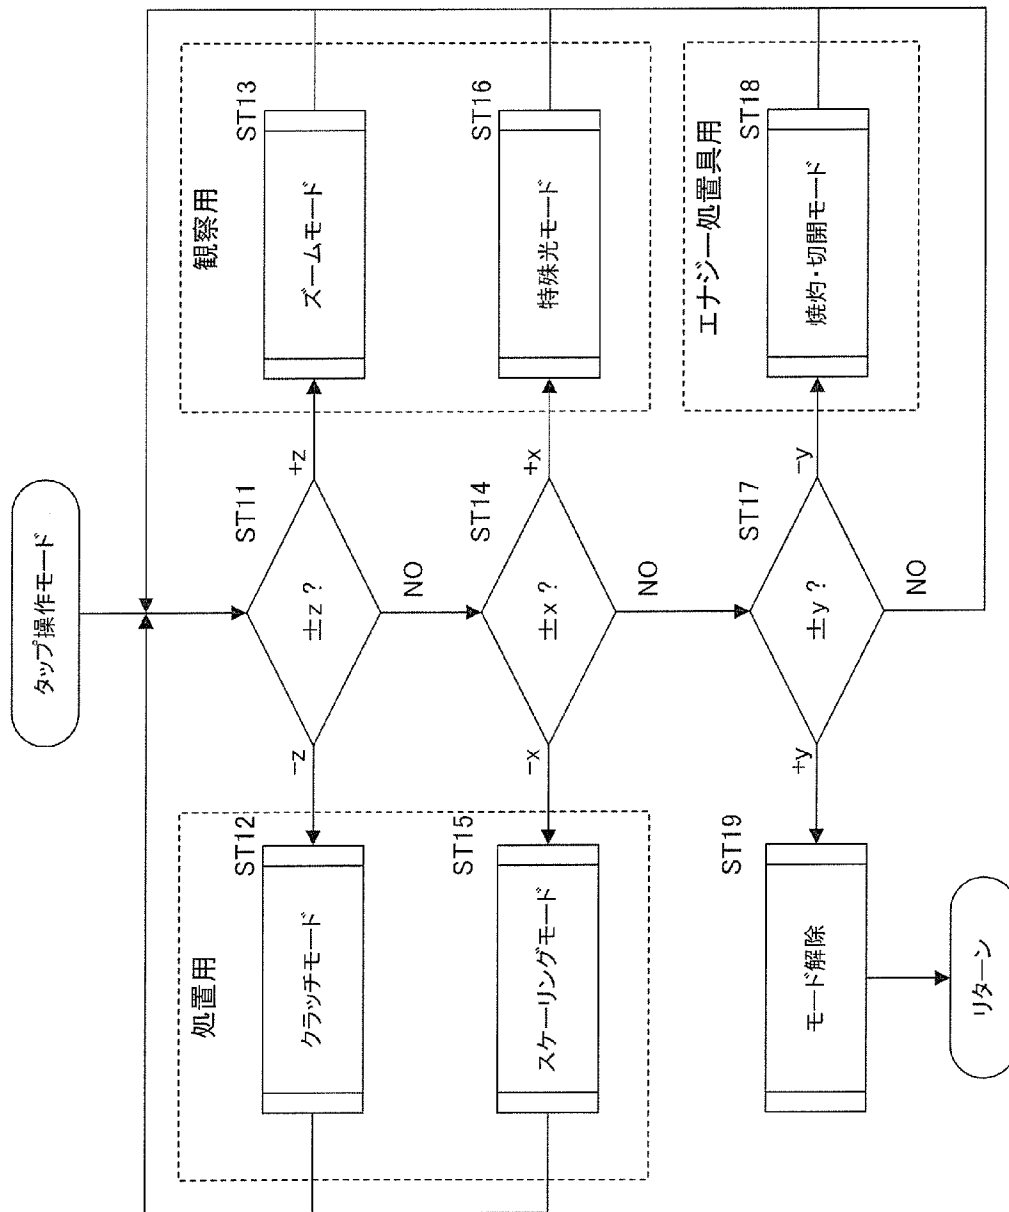 タップ操作モード
ST11
±z ?
−z
+z
NO
処置用
ST12
クラッチモード
観察用
ST13
ズームモード
ST14
±x ?
−x
+x
NO
ST15
スケーリングモード
ST16
特殊光モード
ST17
±y ?
+y
−y
NO
エナジー処置具用
ST18
焼灼・切開モード
ST19
モード解除
リターン